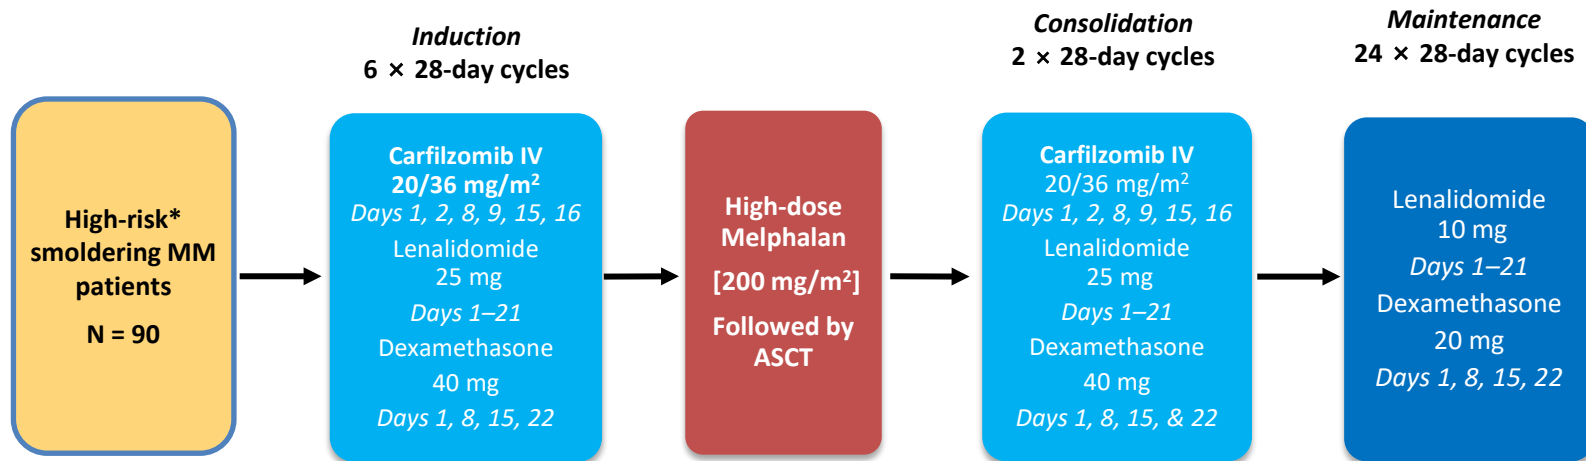 Induction
6 × 28-day cycles
Consolidation
2 × 28-day cycles
Maintenance
24 × 28-day cycles
High-risk*
smoldering MM
patients
N = 90
Carfilzomib IV
20/36 mg/m²
Days 1, 2, 8, 9, 15, 16
Lenalidomide
25 mg
Days 1–21
Dexamethasone
40 mg
Days 1, 8, 15, 22
High-dose
Melphalan
[200 mg/m²]
Followed by
ASCT
Carfilzomib IV
20/36 mg/m²
Days 1, 2, 8, 9, 15, 16
Lenalidomide
25 mg
Days 1–21
Dexamethasone
40 mg
Days 1, 8, 15, & 22
Lenalidomide
10 mg
Days 1–21
Dexamethasone
20 mg
Days 1, 8, 15, 22